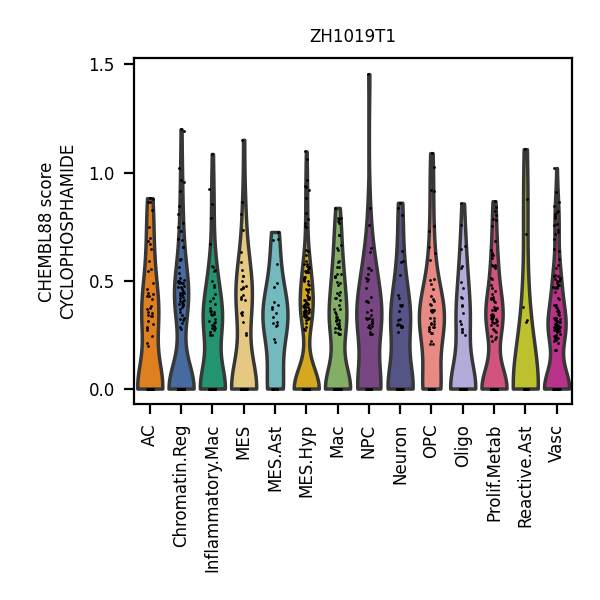 ZH1019T1
CHEMBL88 score
CYCLOPHOSPHAMIDE
1.5
1.0
0.5
0.0
AC
Chromatin.Reg
Inflammatory.Mac
MES
MES.Ast
MES.Hyp
Mac
NPC
Neuron
OPC
Oligo
Prolif.Metab
Reactive.Ast
Vasc